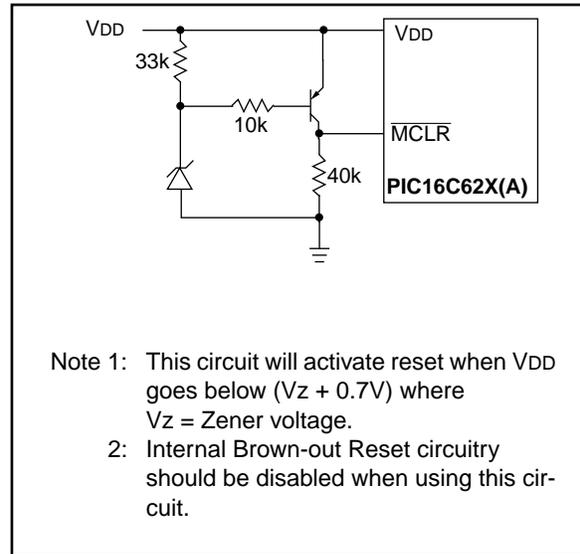 VDD
VDD
33k
10k
MCLR
40k
PIC16C62X(A)
Note 1: This circuit will activate reset when VDD
goes below (Vz + 0.7V) where
Vz = Zener voltage.
2: Internal Brown-out Reset circuitry
should be disabled when using this cir-
cuit.